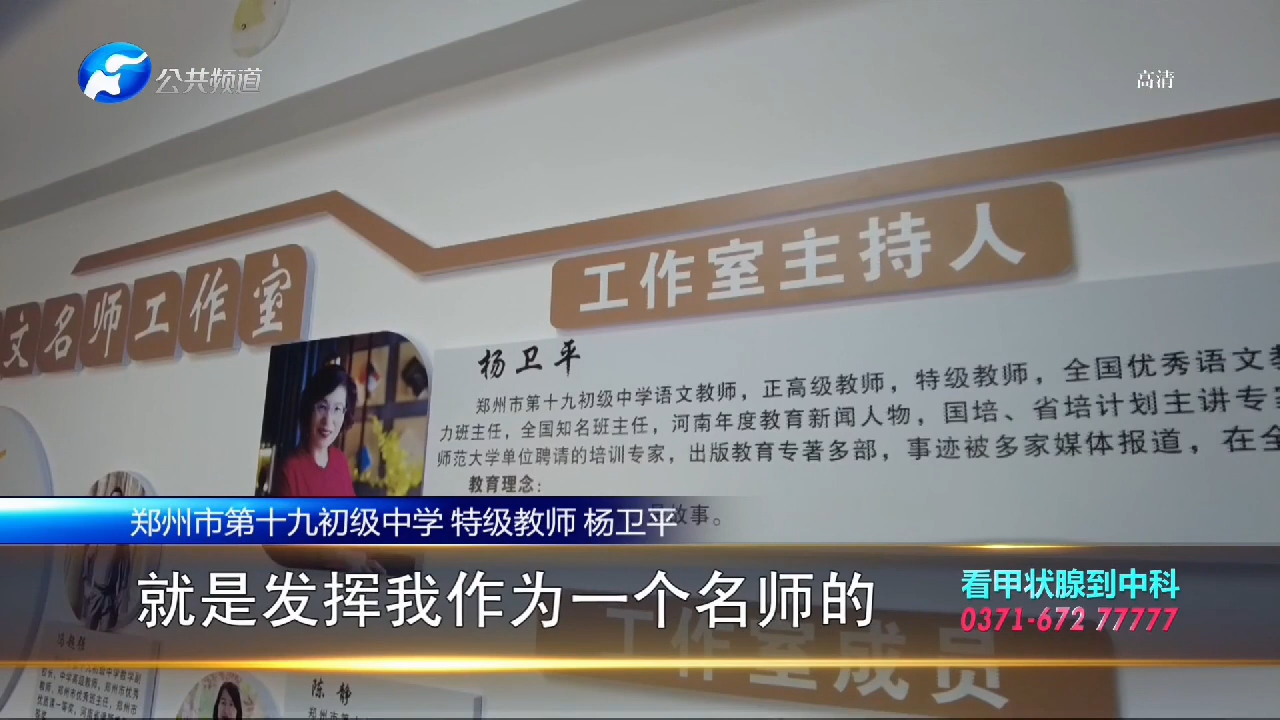 公共频道
高清
文名师工作室
工作室主持人
杨卫平
郑州市第十九初级中学语文教师，正高级教师，特级教师，全国优秀语文教
力班主任，全国知名班主任，河南年度教育新闻人物，国培、省培计划主讲专家
师范大学单位聘请的培训专家，出版教育专著多部，事迹被多家媒体报道，在全
教育理念：
故事。
郑州市第十九初级中学 特级教师 杨卫平
就是发挥我作为一个名师的
看甲状腺到中科
0371-672 77777
工作室成员
陈静